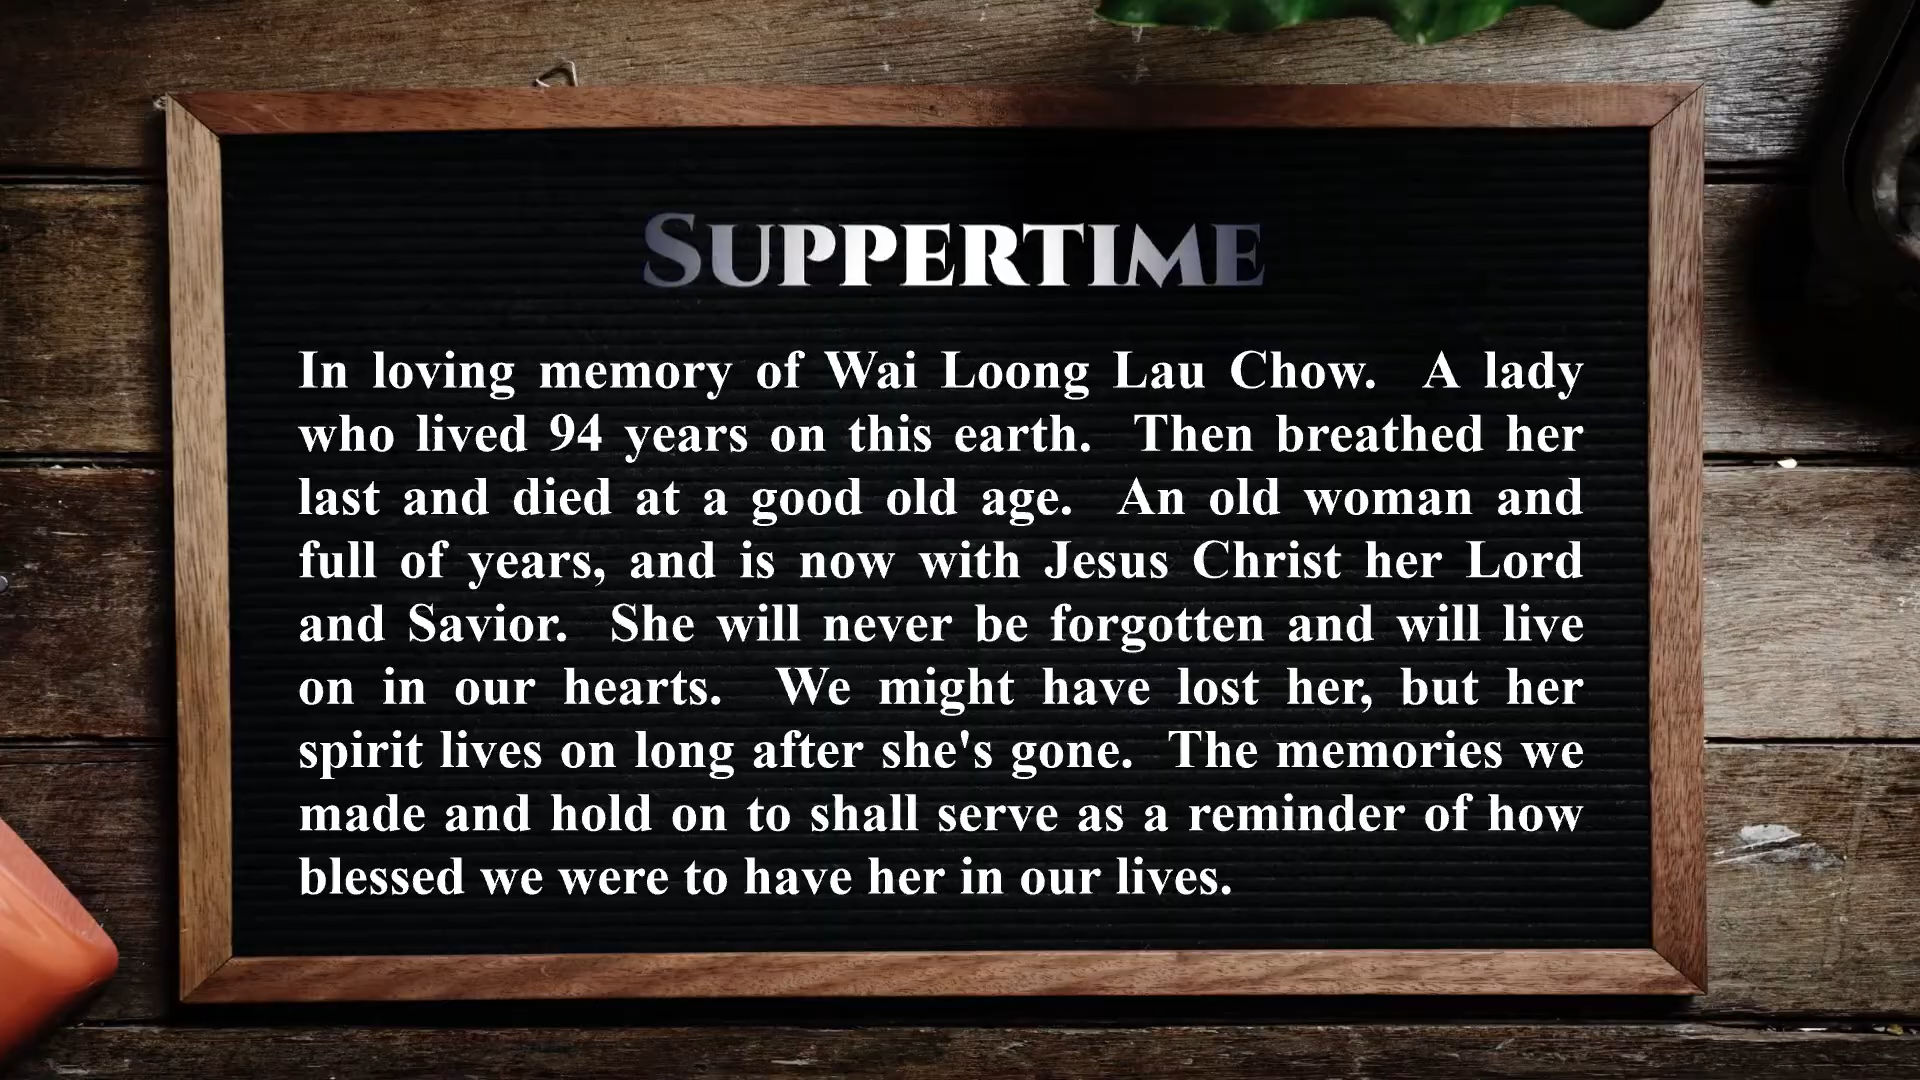 SUPPERTIME
In loving memory of Wai Loong Lau Chow. A lady
who lived 94 years on this earth. Then breathed her
last and died at a good old age. An old woman and
full of years, and is now with Jesus Christ her Lord
and Savior. She will never be forgotten and will live
on in our hearts. We might have lost her, but her
spirit lives on long after she's gone. The memories we
made and hold on to shall serve as a reminder of how
blessed we were to have her in our lives.